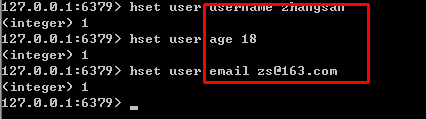 127.0.0.1:6379> hset user username zhangsan
(integer) 1
127.0.0.1:6379> hset user age 18
(integer) 1
127.0.0.1:6379> hset user email zs@163.com
(integer) 1
127.0.0.1:6379> _